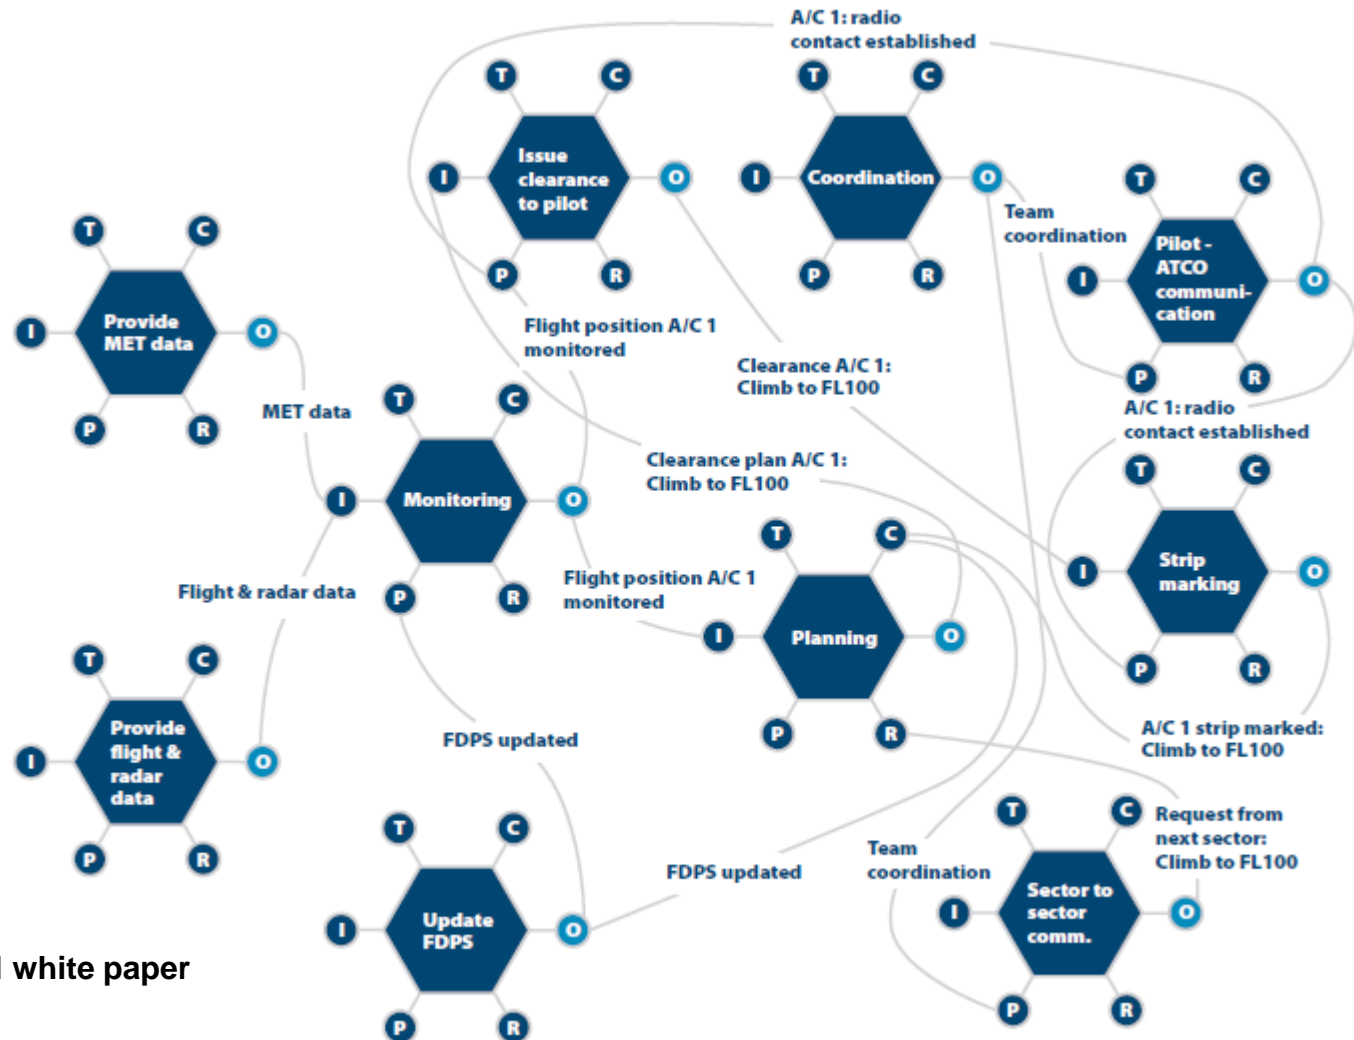 A/C 1: radio
contact established
T
C
I
Issue
clearance
to pilot
O
P
R
T
C
I
Coordination
O
P
R
Team
coordination
T
C
I
Pilot -
ATCO
communi-
cation
O
P
R
T
C
I
Provide
MET data
O
P
R
Flight position A/C 1
monitored
Clearance A/C 1:
Climb to FL100
MET data
A/C 1: radio
contact established
T
C
I
Monitoring
O
P
R
Clearance plan A/C 1:
Climb to FL100
T
C
I
Strip
marking
O
P
R
Flight & radar data
Flight position A/C 1
monitored
T
C
I
Planning
O
P
R
T
C
I
Provide
flight &
radar
data
O
P
R
FDPS updated
A/C 1 strip marked:
Climb to FL100
Request from
next sector:
Climb to FL100
T
C
I
Update
FDPS
O
P
R
FDPS updated
Team
coordination
T
C
I
Sector to
sector
comm.
O
P
R
white paper